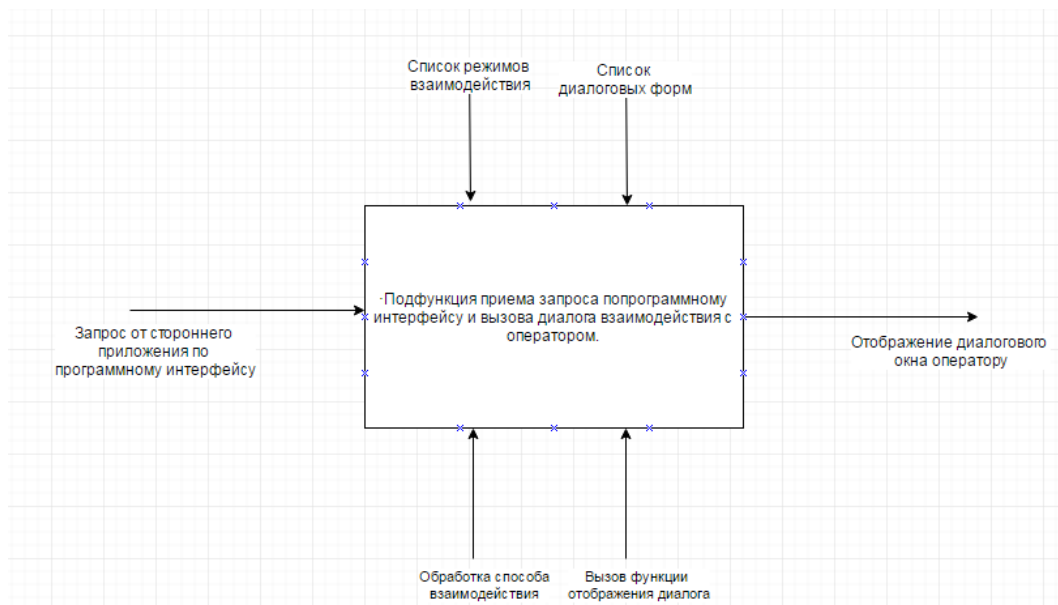 Список режимов
взаимодействия
Список
диалоговых форм
-Подфункция приема запроса попрограммному
интерфейсу и вызова диалога взаимодействия с
оператором.
Запрос от стороннего
приложения по
программному интерфейсу
Отображение диалогового
окна оператору
Обработка способа
взаимодействия
Вызов функции
отображения диалога